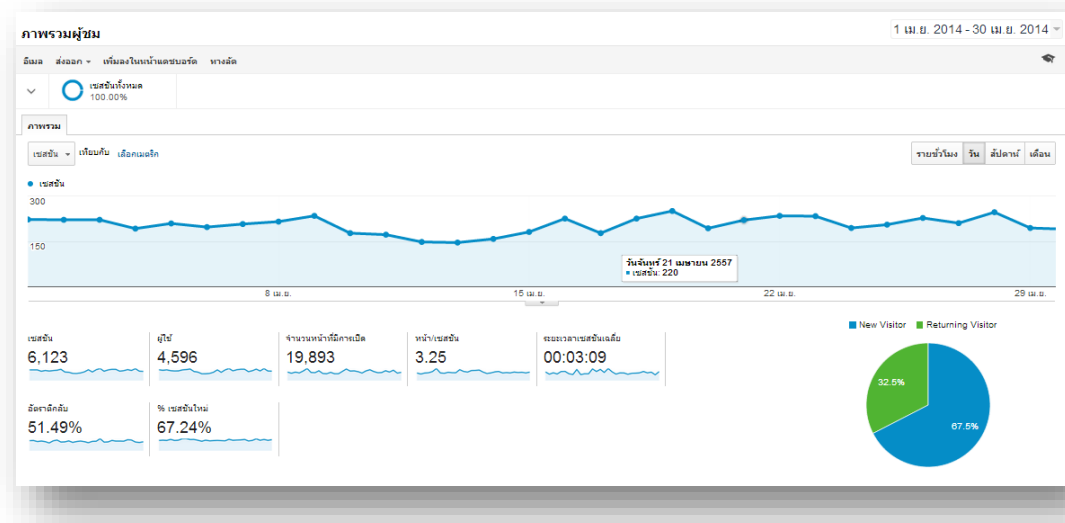 ภาพรวมผู้ชม
1 เม.ย. 2014 - 30 เม.ย. 2014
อีเมล ส่งออก เพิ่มลงในหน้าแดชบอร์ด ทางลัด
เซสชันทั้งหมด
100.00%
ภาพรวม
เซสชัน เทียบกับ เลือกเมตริก
รายชั่วโมง วัน สัปดาห์ เดือน
เซสชัน
300
150
วันจันทร์ 21 เมษายน 2557
เซสชัน: 220
8 เม.ย. 15 เม.ย. 22 เม.ย. 29 เม.ย.
New Visitor Returning Visitor
เซสชัน ผู้ใช้ จำนวนหน้าที่มีการเปิด หน้า/เซสชัน ระยะเวลาเซสชันเฉลี่ย
6,123 4,596 19,893 3.25 00:03:09
32.5%
67.5%
อัตราตีกลับ % เซสชันใหม่
51.49% 67.24%